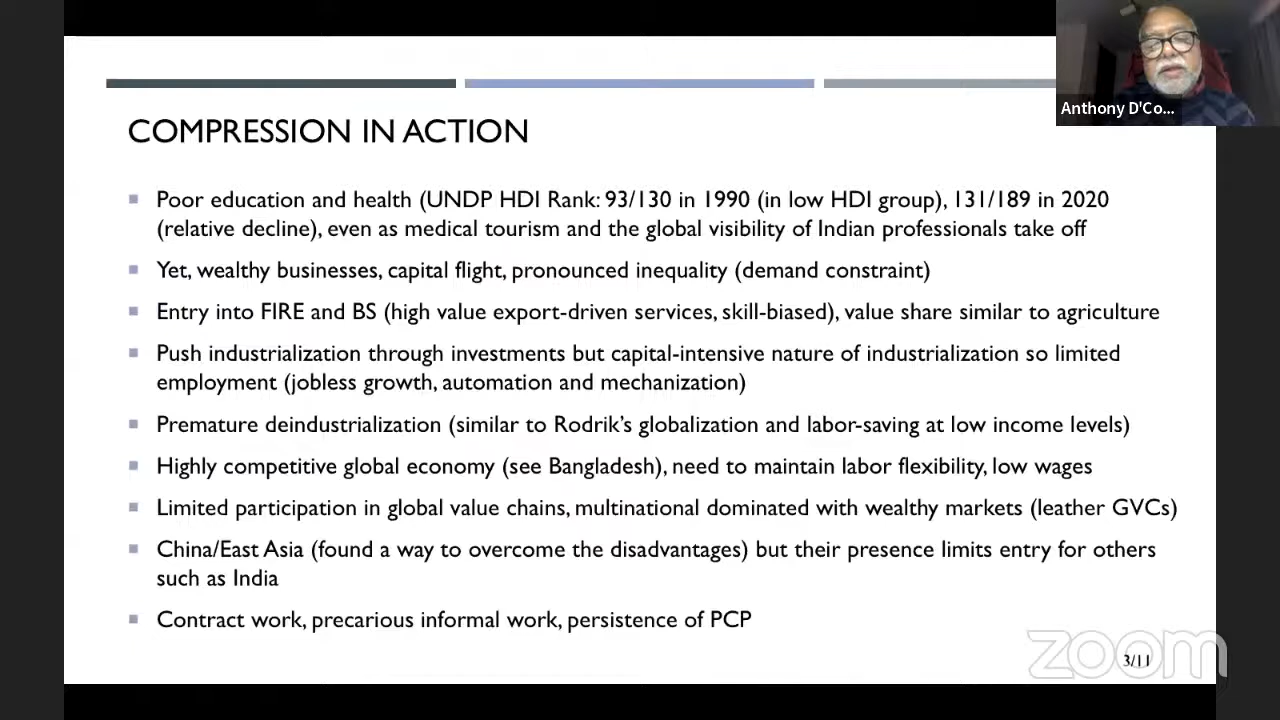 Anthony D'Co...
COMPRESSION IN ACTION
Poor education and health (UNDP HDI Rank: 93/130 in 1990 (in low HDI group), 131/189 in 2020
(relative decline), even as medical tourism and the global visibility of Indian professionals take off
Yet, wealthy businesses, capital flight, pronounced inequality (demand constraint)
Entry into FIRE and BS (high value export-driven services, skill-biased), value share similar to agriculture
Push industrialization through investments but capital-intensive nature of industrialization so limited
employment (jobless growth, automation and mechanization)
Premature deindustrialization (similar to Rodrik's globalization and labor-saving at low income levels)
Highly competitive global economy (see Bangladesh), need to maintain labor flexibility, low wages
Limited participation in global value chains, multinational dominated with wealthy markets (leather GVCs)
China/East Asia (found a way to overcome the disadvantages) but their presence limits entry for others
such as India
Contract work, precarious informal work, persistence of PCP
zoom
3/11